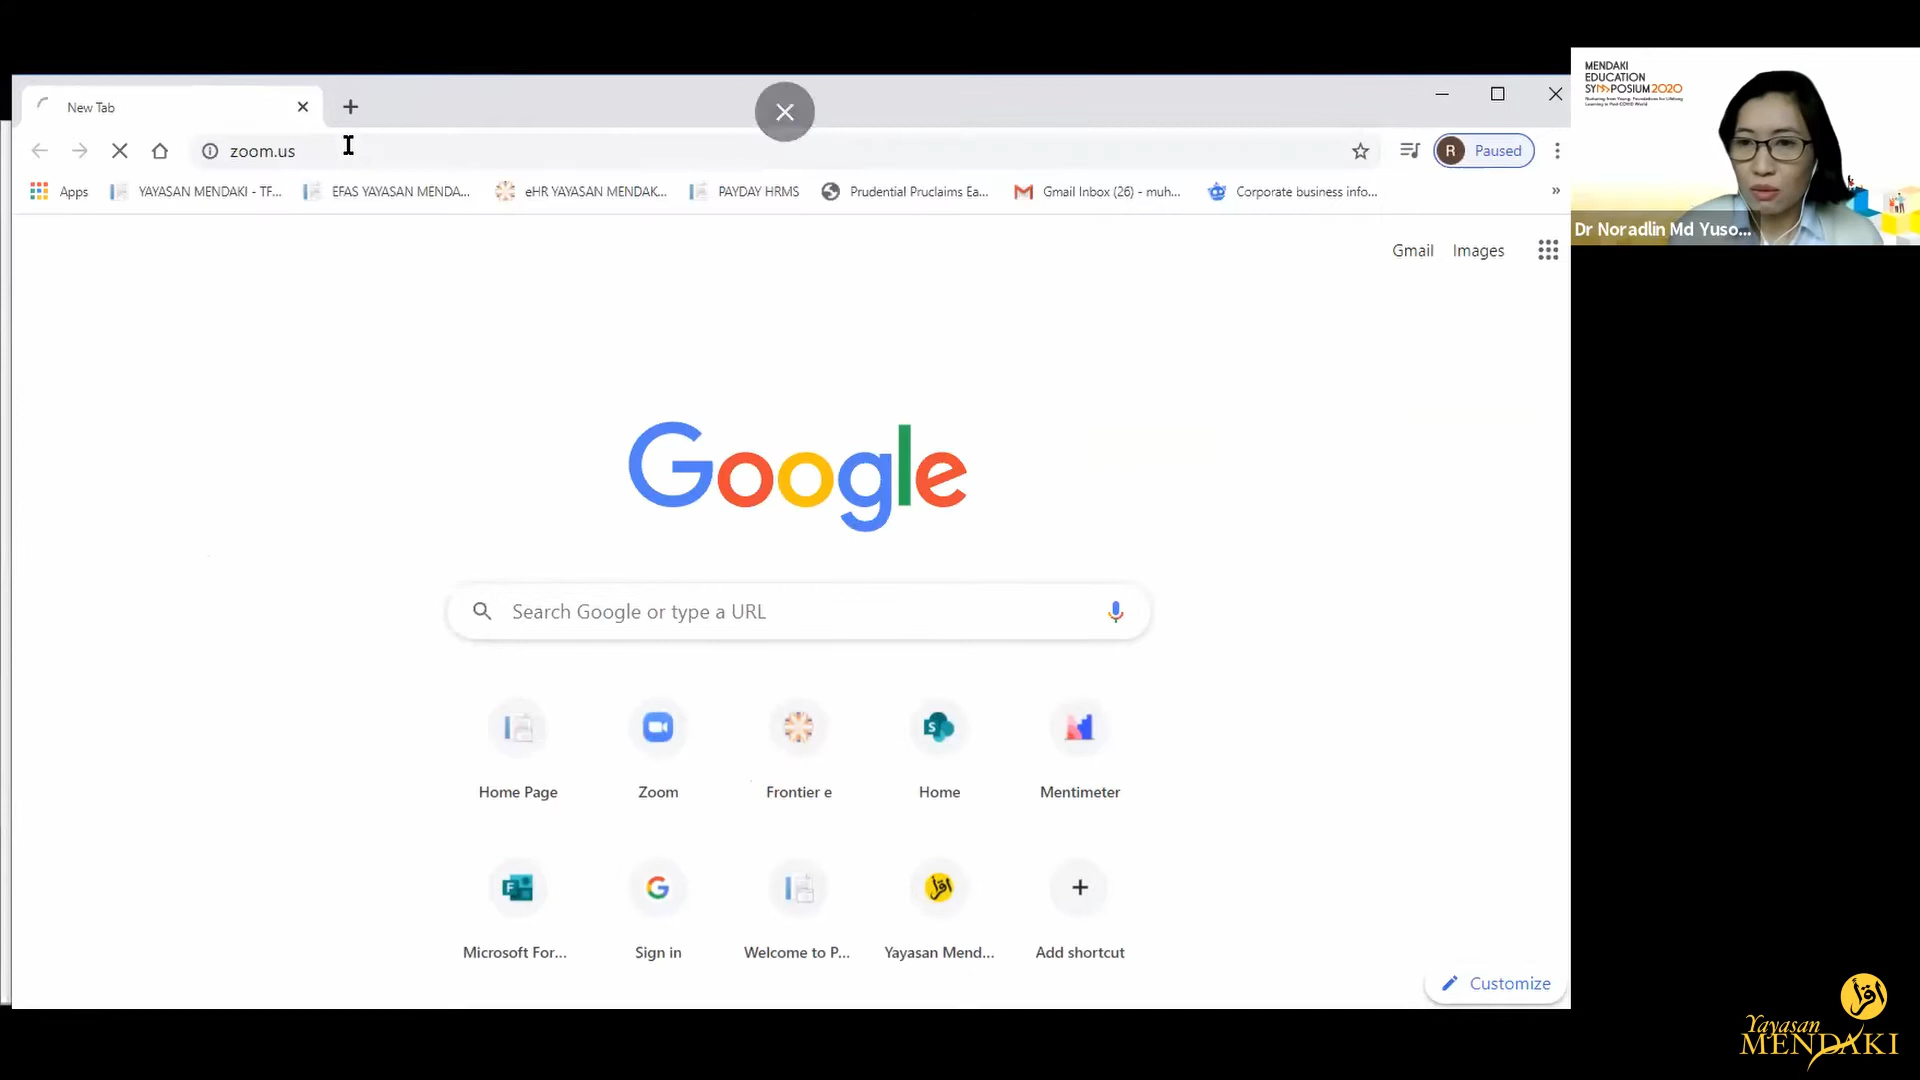 New Tab
zoom.us
R Paused
Apps
YAYASAN MENDAKI - TF...
EFAS YAYASAN MENDA...
eHR YAYASAN MENDAK...
PAYDAY HRMS
Prudential Pruclaims Ea...
Gmail Inbox (26) - muh...
Corporate business info...
»
Gmail
Images
Google
Search Google or type a URL
Home Page
Zoom
Frontier e
Home
Mentimeter
Microsoft For...
Sign in
Welcome to P...
Yayasan Mend...
Add shortcut
Customize
MENDAKI
EDUCATION
SYMPOSIUM 2020
Dr Noradlin Md Yuso...
اقرأ
Yayasan
MENDAKI